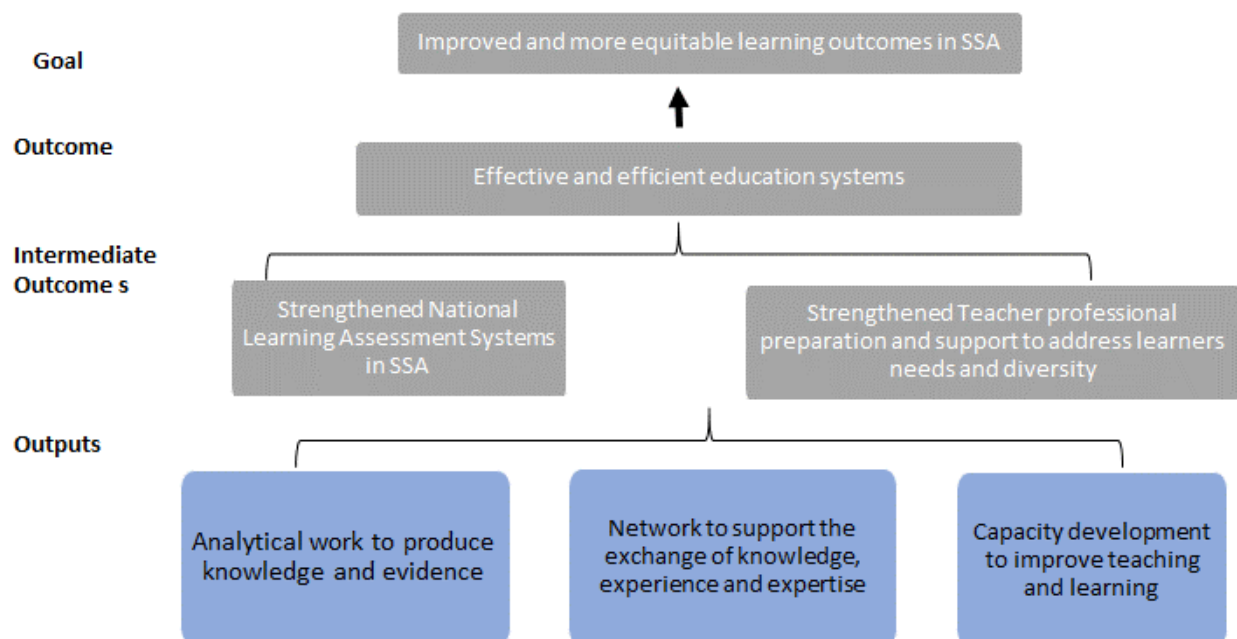 Goal
Improved and more equitable learning outcomes in SSA
Outcome
Effective and efficient education systems
Intermediate
Outcome s
Strengthened National
Learning Assessment Systems
in SSA
Strengthened Teacher professional
preparation and support to address learners
needs and diversity
Outputs
Analytical work to produce
knowledge and evidence
Network to support the
exchange of knowledge,
experience and expertise
Capacity development
to improve teaching
and learning